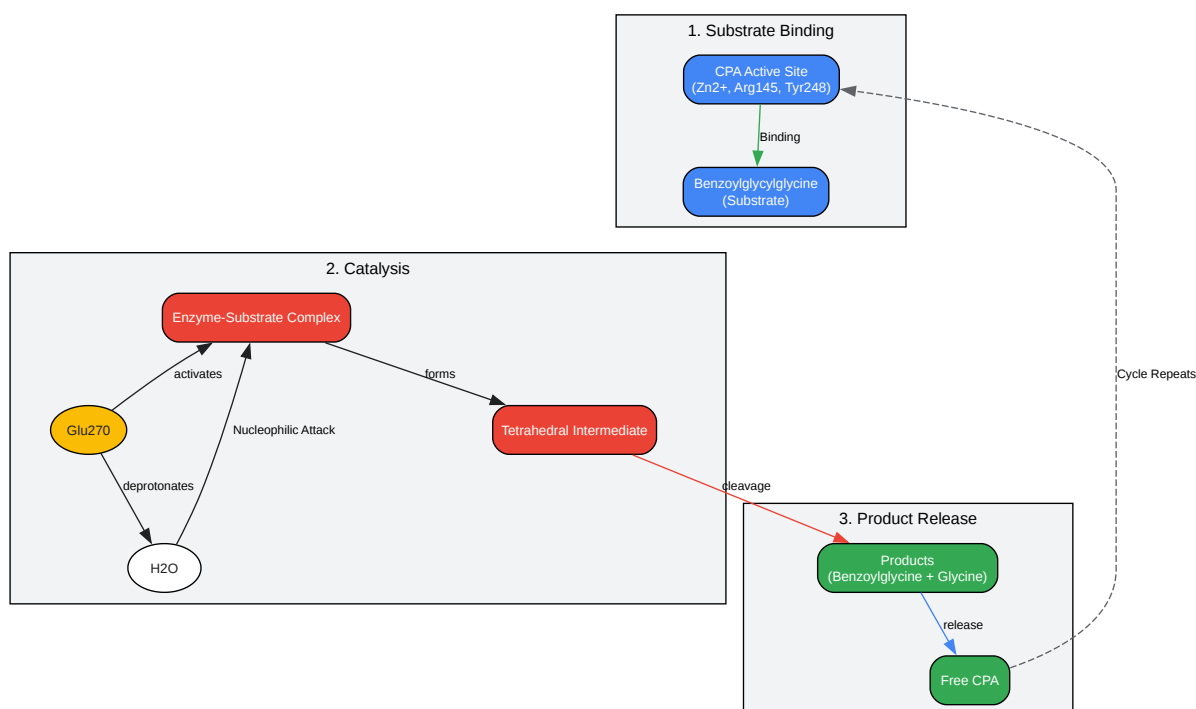 1. Substrate Binding
CPA Active Site
(Zn2+, Arg145, Tyr248)
Binding
Benzoylglycylglycine
(Substrate)
2. Catalysis
Enzyme-Substrate Complex
activates
forms
Cycle Repeats
Glu270
Nucleophilic Attack
Tetrahedral Intermediate
deprotonates
cleavage
H2O
3. Product Release
Products
(Benzoylglycine + Glycine)
release
Free CPA